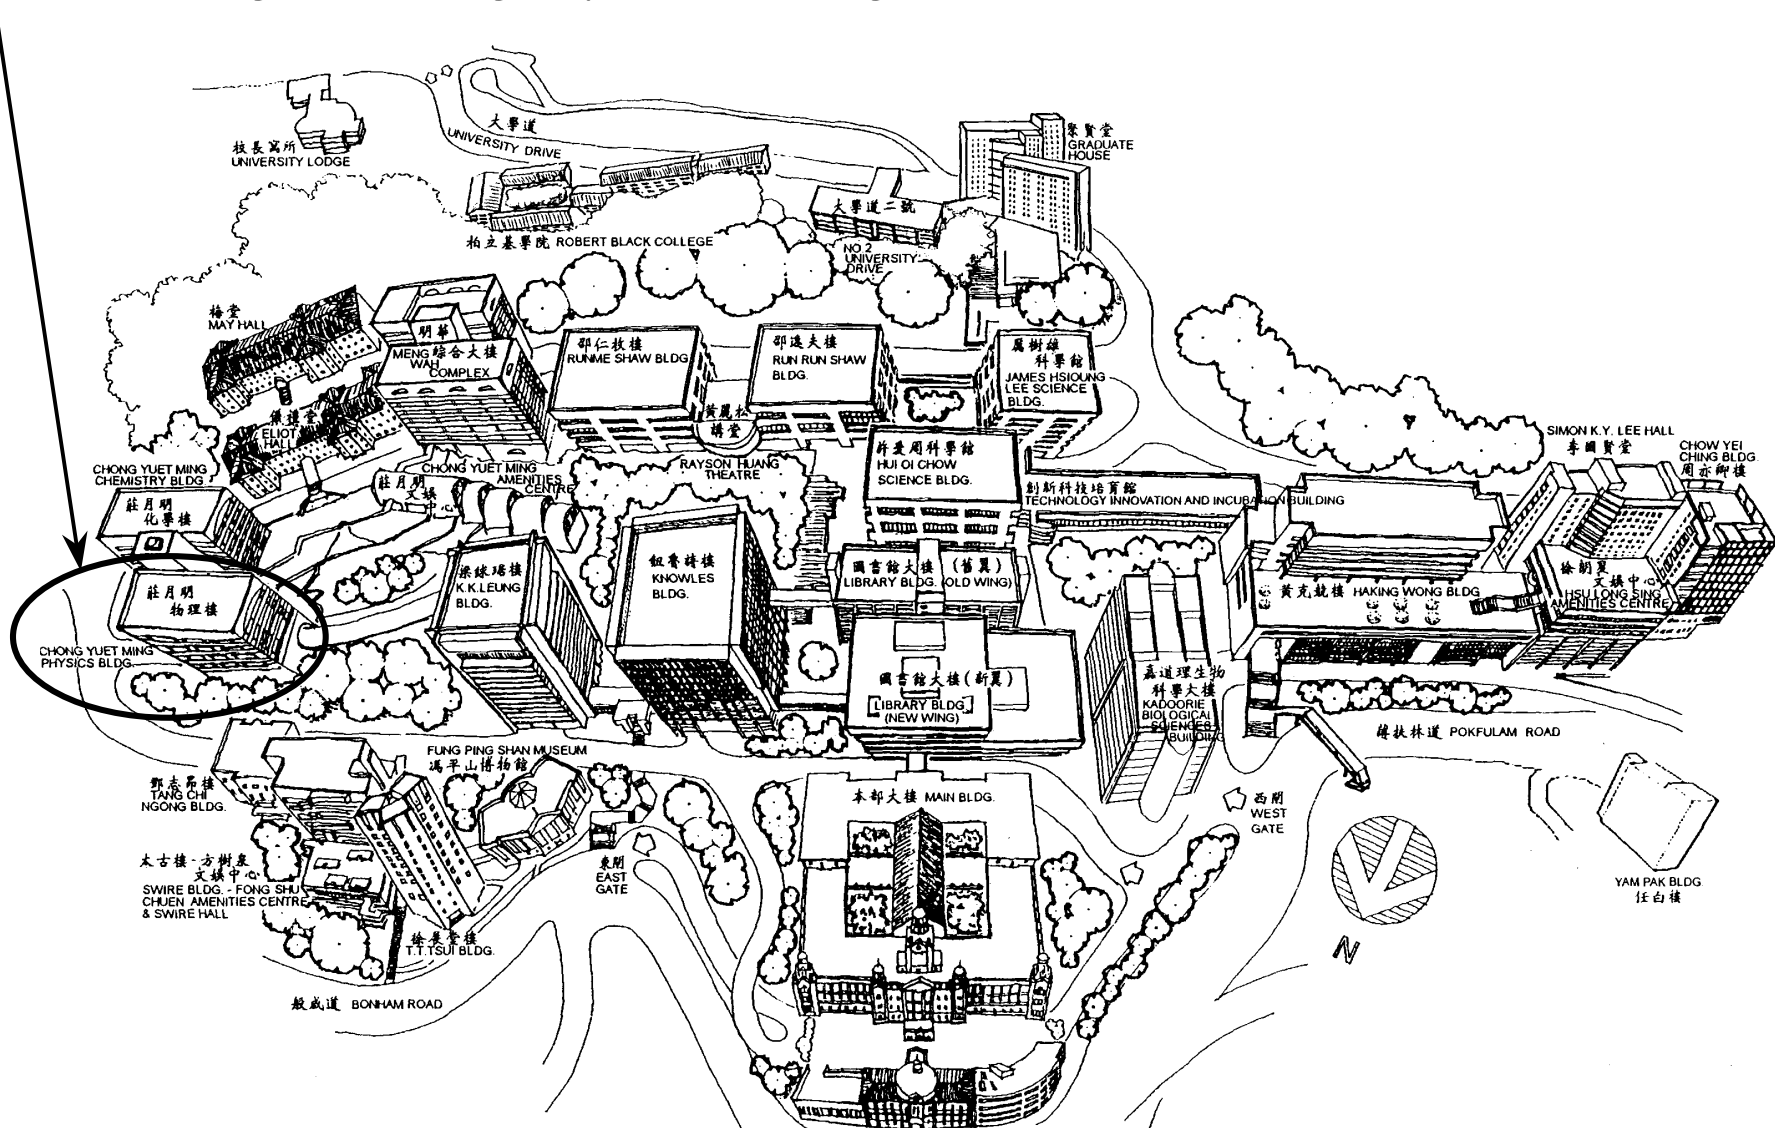 大學道
UNIVERSITY DRIVE
校長寓所
UNIVERSITY LODGE
聚賢堂
GRADUATE
HOUSE
大學道二號
NO 2
UNIVERSITY
DRIVE
柏立基學院 ROBERT BLACK COLLEGE
梅堂
MAY HALL
明華
綜合大樓
MENG
WAH
COMPLEX
邵仁枚樓
RUNME SHAW BLDG.
邵逸夫樓
RUN RUN SHAW
BLDG.
科學館
JAMES HSIOUNG
LEE SCIENCE
BLDG.
儀禮堂
ELIOT
HALL
黃麗松
講堂
RAYSON HUANG
THEATRE
CHONG YUET MING
AMENITIES
CENTRE
莊月明
文娛
中心
許愛周科學館
HUI OI CHOW
SCIENCE BLDG.
SIMON K.Y. LEE HALL
李國賢堂
CHOW YEI
CHING BLDG.
周亦卿樓
CHONG YUET MING
CHEMISTRY BLDG.
莊月明
化學樓
創新科技培育館
TECHNOLOGY INNOVATION AND INCUBATION BUILDING
梁銶琚樓
K.K.LEUNG
BLDG.
鈕魯詩樓
KNOWLES
BLDG.
圖書館大樓 (舊翼)
LIBRARY BLDG. (OLD WING)
莊月明
物理樓
CHONG YUET MING
PHYSICS BLDG.
黃克競樓 HAKING WONG BLDG.
徐朗星
文娛中心
HSU LONG SING
AMENITIES CENTRE
圖書館大樓(新翼)
LIBRARY BLDG.
(NEW WING)
嘉道理生物
科學大樓
KADOORIE
BIOLOGICAL
SCIENCES
BUILDING
薄扶林道 POKFULAM ROAD
FUNG PING SHAN MUSEUM
馮平山博物館
鄧志昂樓
TANG CHI
NGONG BLDG.
本部大樓 MAIN BLDG.
西閘
WEST
GATE
東閘
EAST
GATE
太古樓-方樹泉
文娛中心
SWIRE BLDG. - FONG SHU
CHUEN AMENITIES CENTRE
& SWIRE HALL
YAM PAK BLDG.
任白樓
徐展堂樓
T.T.TSUI BLDG.
N
般咸道 BONHAM ROAD